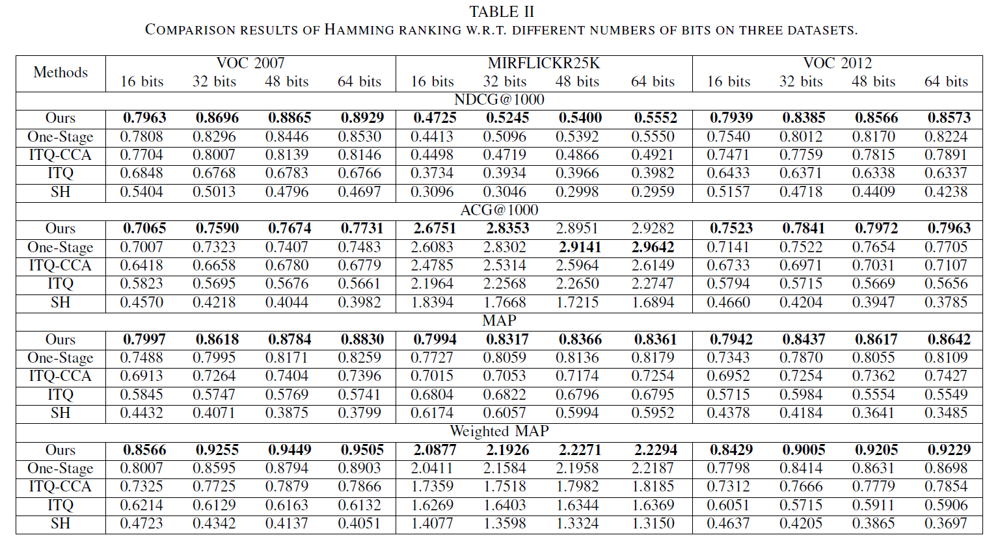 TABLE II
COMPARISON RESULTS OF HAMMING RANKING W.R.T. DIFFERENT NUMBERS OF BITS ON THREE DATASETS.
Methods VOC 2007 MIRFLICKR25K VOC 2012
16 bits 32 bits 48 bits 64 bits 16 bits 32 bits 48 bits 64 bits 16 bits 32 bits 48 bits 64 bits
NDCG@1000
Ours 0.7963 0.8696 0.8865 0.8929 0.4725 0.5245 0.5400 0.5552 0.7939 0.8385 0.8566 0.8573
One-Stage 0.7808 0.8296 0.8446 0.8530 0.4413 0.5096 0.5392 0.5550 0.7540 0.8012 0.8170 0.8224
ITQ-CCA 0.7704 0.8007 0.8139 0.8146 0.4498 0.4719 0.4866 0.4921 0.7471 0.7759 0.7815 0.7891
ITQ 0.6848 0.6768 0.6783 0.6766 0.3734 0.3934 0.3966 0.3982 0.6433 0.6371 0.6338 0.6337
SH 0.5404 0.5013 0.4796 0.4697 0.3096 0.3046 0.2998 0.2959 0.5157 0.4718 0.4409 0.4238
ACG@1000
Ours 0.7065 0.7590 0.7674 0.7731 2.6751 2.8353 2.8951 2.9282 0.7523 0.7841 0.7972 0.7963
One-Stage 0.7007 0.7323 0.7407 0.7483 2.6083 2.8302 2.9141 2.9642 0.7141 0.7522 0.7654 0.7705
ITQ-CCA 0.6418 0.6658 0.6780 0.6779 2.4785 2.5314 2.5964 2.6149 0.6733 0.6971 0.7031 0.7107
ITQ 0.5823 0.5695 0.5676 0.5661 2.1964 2.2568 2.2650 2.2747 0.5794 0.5715 0.5669 0.5656
SH 0.4570 0.4218 0.4044 0.3982 1.8394 1.7668 1.7215 1.6894 0.4660 0.4204 0.3947 0.3785
MAP
Ours 0.7997 0.8618 0.8784 0.8830 0.7994 0.8317 0.8366 0.8361 0.7942 0.8437 0.8617 0.8642
One-Stage 0.7488 0.7995 0.8171 0.8259 0.7727 0.8059 0.8136 0.8179 0.7343 0.7870 0.8055 0.8109
ITQ-CCA 0.6913 0.7264 0.7404 0.7396 0.7015 0.7053 0.7174 0.7254 0.6952 0.7254 0.7362 0.7427
ITQ 0.5845 0.5747 0.5769 0.5741 0.6804 0.6822 0.6796 0.6795 0.5715 0.5984 0.5554 0.5549
SH 0.4432 0.4071 0.3875 0.3799 0.6174 0.6057 0.5994 0.5952 0.4378 0.4184 0.3641 0.3485
Weighted MAP
Ours 0.8566 0.9255 0.9449 0.9505 2.0877 2.1926 2.2271 2.2294 0.8429 0.9005 0.9205 0.9229
One-Stage 0.8007 0.8595 0.8794 0.8903 2.0411 2.1584 2.1958 2.2187 0.7798 0.8414 0.8631 0.8698
ITQ-CCA 0.7325 0.7725 0.7879 0.7866 1.7359 1.7518 1.7982 1.8185 0.7312 0.7666 0.7779 0.7854
ITQ 0.6214 0.6129 0.6163 0.6132 1.6269 1.6403 1.6344 1.6369 0.6051 0.5715 0.5911 0.5906
SH 0.4723 0.4342 0.4137 0.4051 1.4077 1.3598 1.3324 1.3150 0.4637 0.4205 0.3865 0.3697